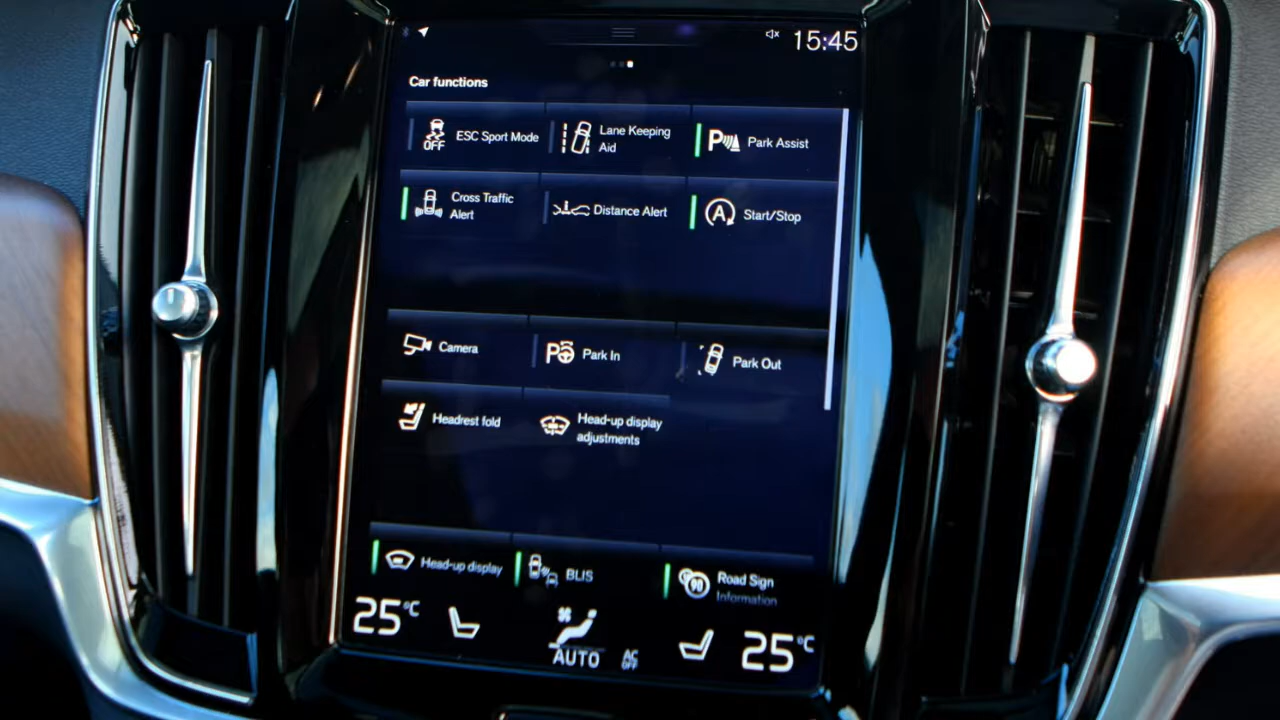 15:45
Car functions
OFF ESC Sport Mode
Lane Keeping
Aid
P Park Assist
Cross Traffic
Alert
Distance Alert
A Start/Stop
Camera
P Park In
Park Out
Headrest fold
Head-up display
adjustments
Head-up display
BLIS
90 Road Sign
Information
25°C
AUTO
AC
OFF
25°C